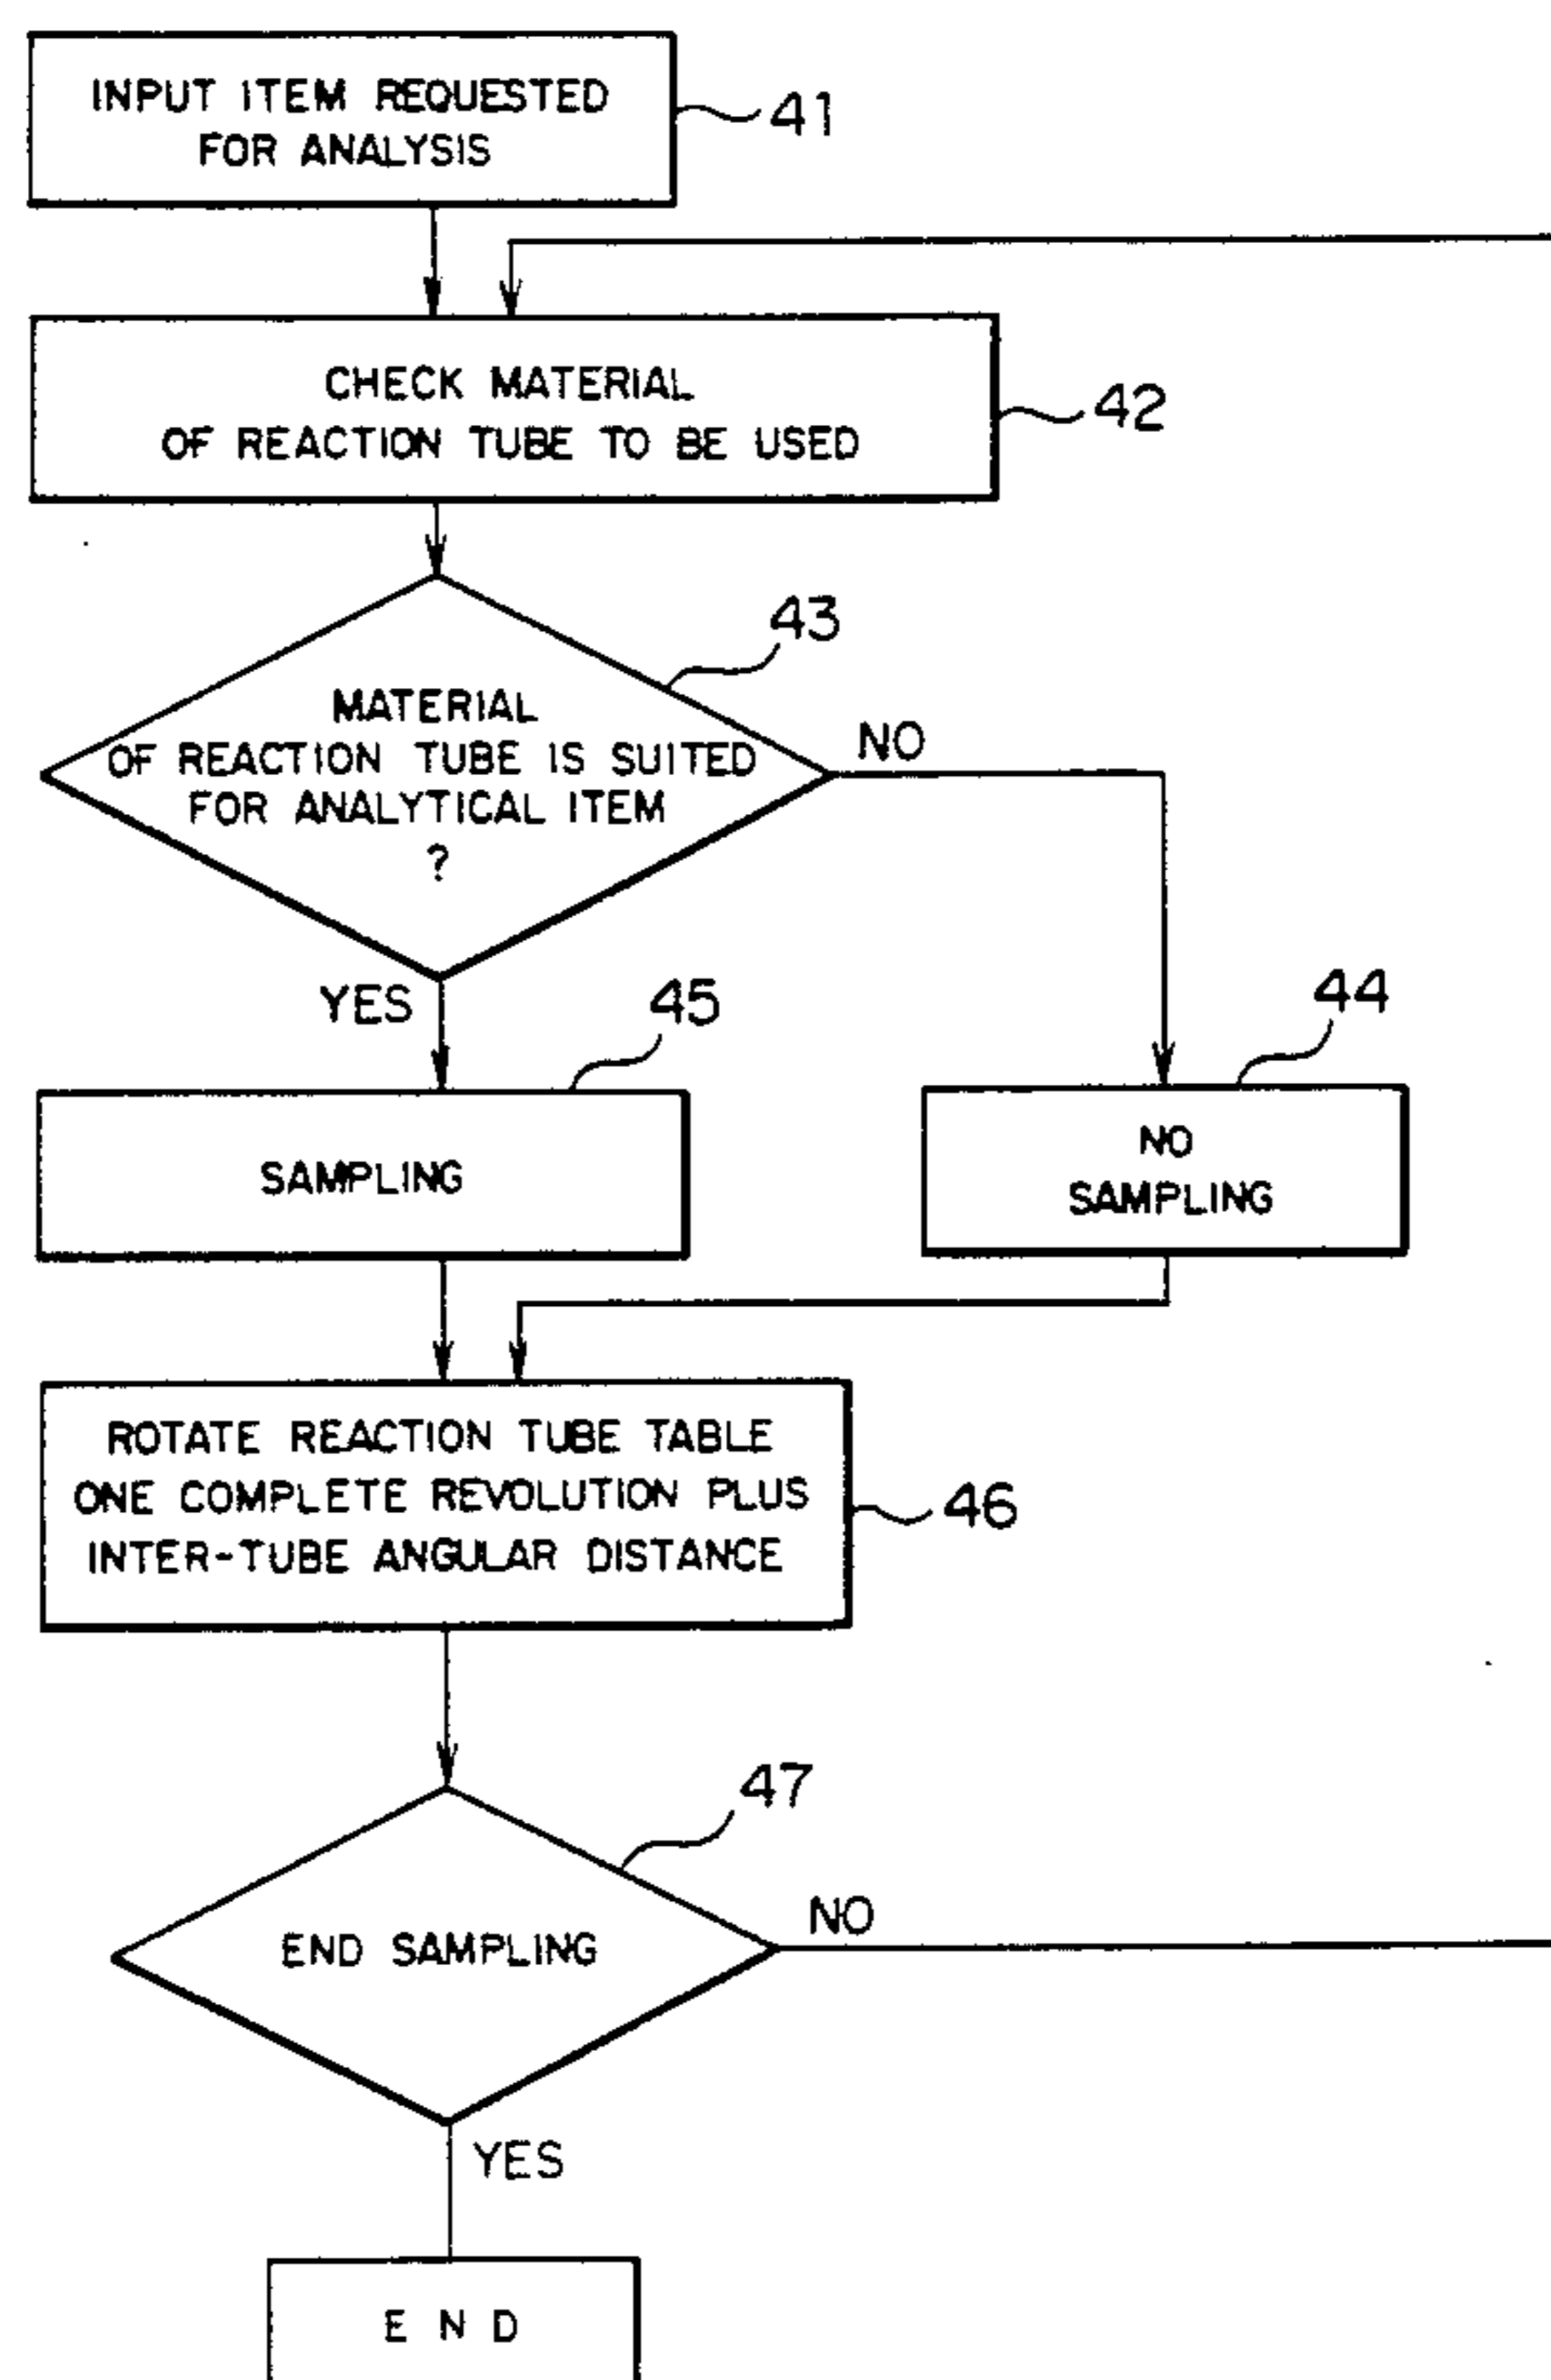 INPUT ITEM REQUESTED
FOR ANALYSIS
41
CHECK MATERIAL
OF REACTION TUBE TO BE USED
42
43
MATERIAL
OF REACTION TUBE IS SUITED
FOR ANALYTICAL ITEM
?
NO
YES
45
44
SAMPLING
NO
SAMPLING
ROTATE REACTION TUBE TABLE
ONE COMPLETE REVOLUTION PLUS
INTER-TUBE ANGULAR DISTANCE
46
47
END SAMPLING
NO
YES
END